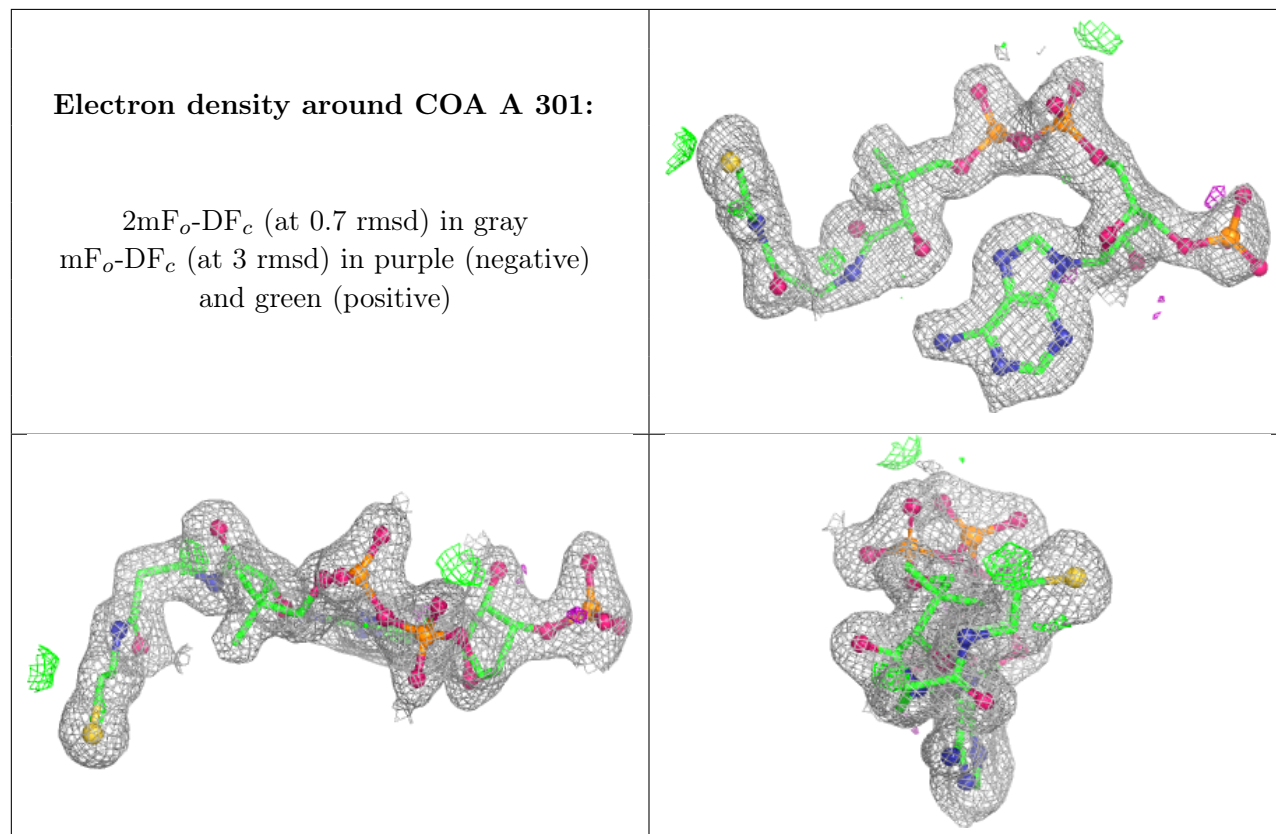 Electron density around COA A 301:
2mFo-DFc (at 0.7 rmsd) in gray
mFo-DFc (at 3 rmsd) in purple (negative)
and green (positive)